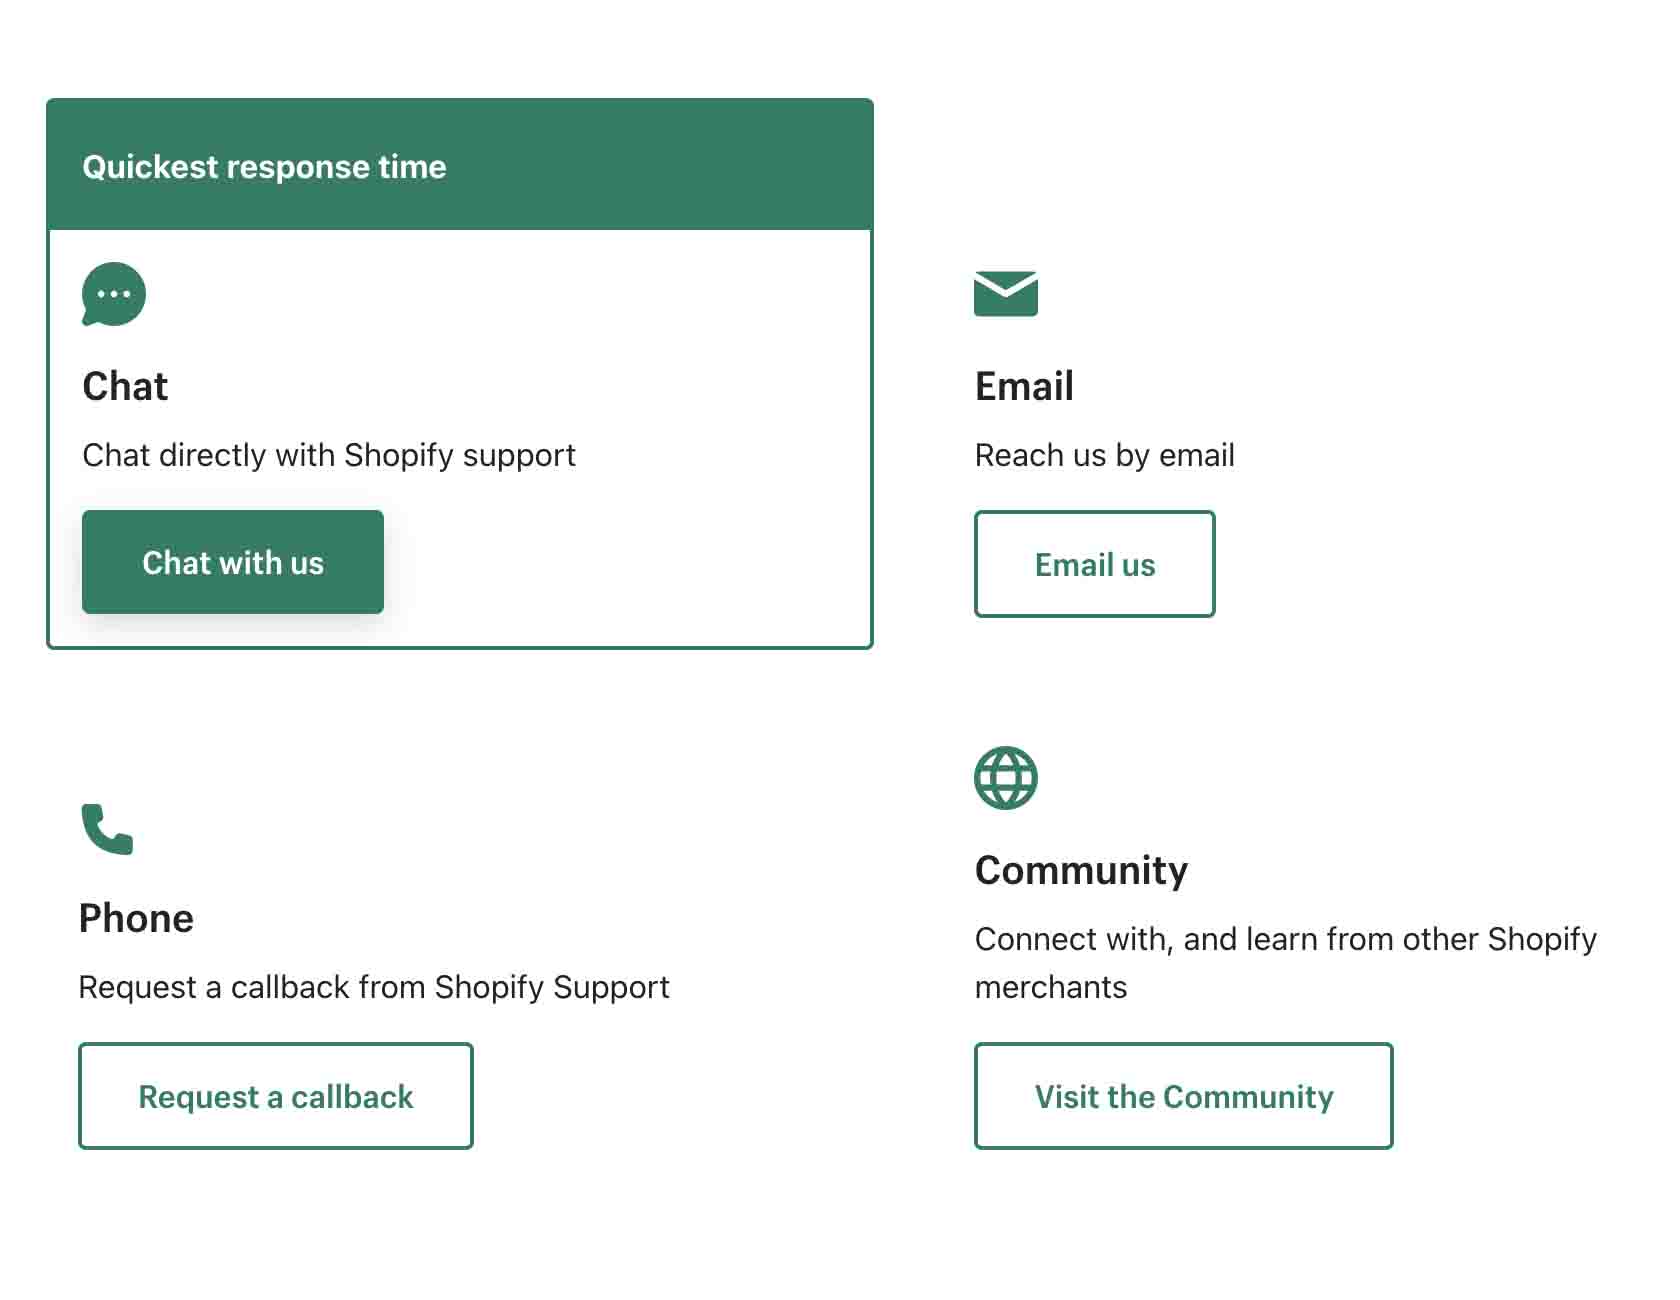 Quickest response time
Chat
Chat directly with Shopify support
Chat with us
Email
Reach us by email
Email us
Phone
Request a callback from Shopify Support
Request a callback
Community
Connect with, and learn from other Shopify
merchants
Visit the Community